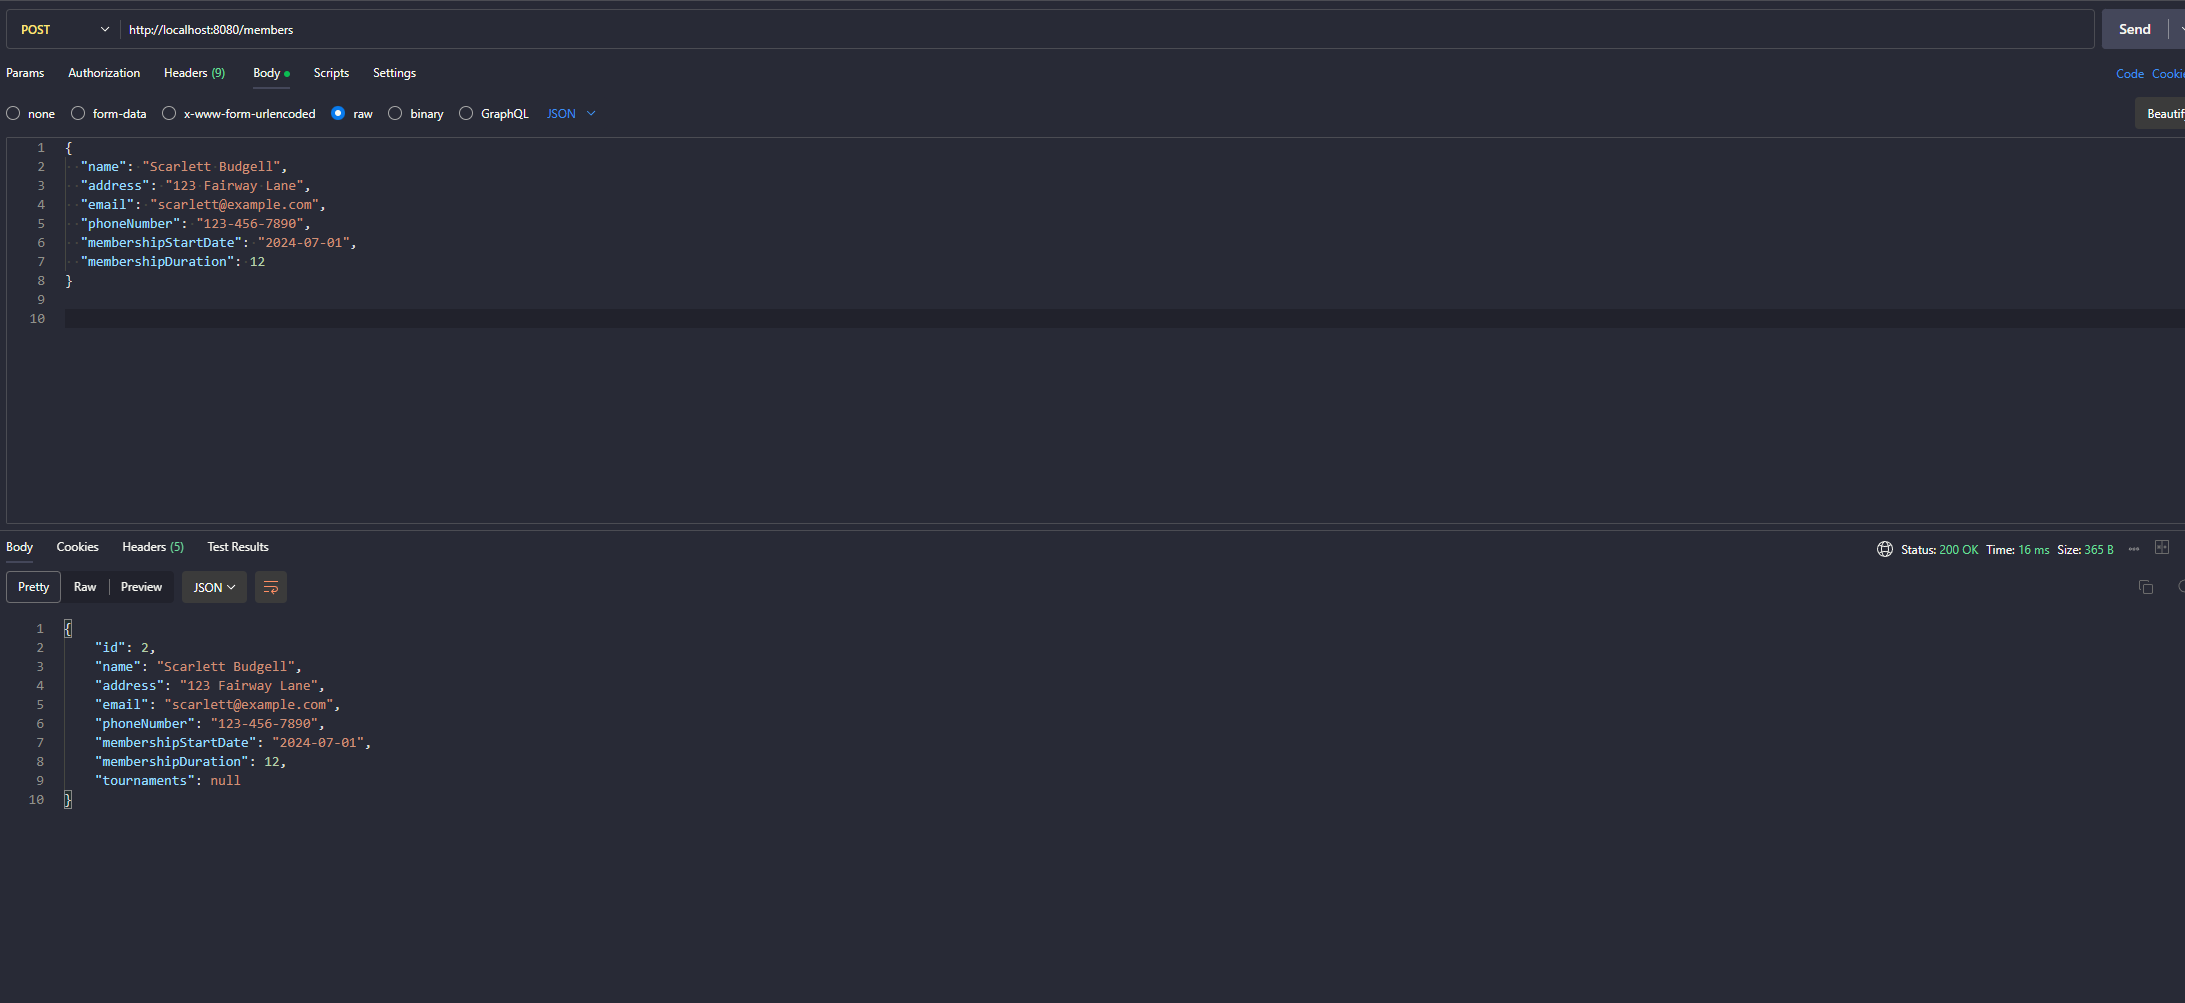 POST http://localhost:8080/members Send
Params Authorization Headers (9) Body Scripts Settings Code Cookie
none form-data x-www-form-urlencoded raw binary GraphQL JSON Beautif
1 {
2 "name": "Scarlett Budgell",
3 "address": "123 Fairway Lane",
4 "email": "scarlett@example.com",
5 "phoneNumber": "123-456-7890",
6 "membershipStartDate": "2024-07-01",
7 "membershipDuration": 12
8 }
9
10
Body Cookies Headers (5) Test Results Status: 200 OK Time: 16 ms Size: 365 B
Pretty Raw Preview JSON
1 {
2 "id": 2,
3 "name": "Scarlett Budgell",
4 "address": "123 Fairway Lane",
5 "email": "scarlett@example.com",
6 "phoneNumber": "123-456-7890",
7 "membershipStartDate": "2024-07-01",
8 "membershipDuration": 12,
9 "tournaments": null
10 }